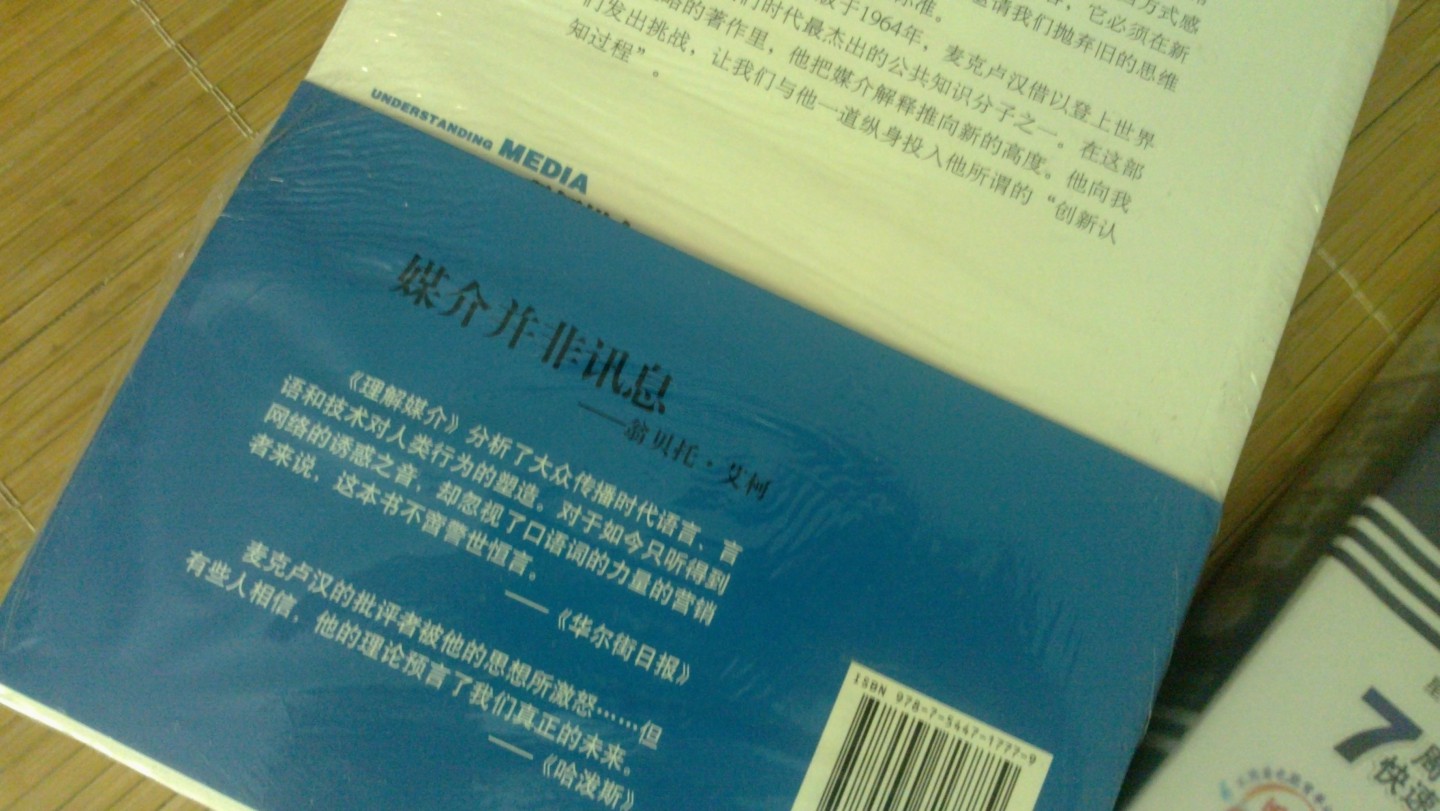 方式感
，它必须在新
标准。
邀请我们抛弃旧的思维
于1964年，麦克卢汉借以登上世界
们时代最杰出的公共知识分子之一。在这部
的著作里，他把媒介解释推向新的高度。他向我
们发出挑战，让我们与他一道纵身投入他所谓的“创新认
知过程”。
UNDERSTANDING MEDIA
媒介并非讯息
——翁贝托·艾柯
《理解媒介》分析了大众传播时代语言、言
语和技术对人类行为的塑造。对于如今只听得到
网络的诱惑之音，却忽视了口语词的力量的营销
者来说，这本书不啻警世恒言。
——《华尔街日报》
麦克卢汉的批评者被他的思想所激怒……但
有些人相信，他的理论预言了我们真正的未来。
——《哈泼斯》
ISBN 978-7-5447-1777-9
7周
快速